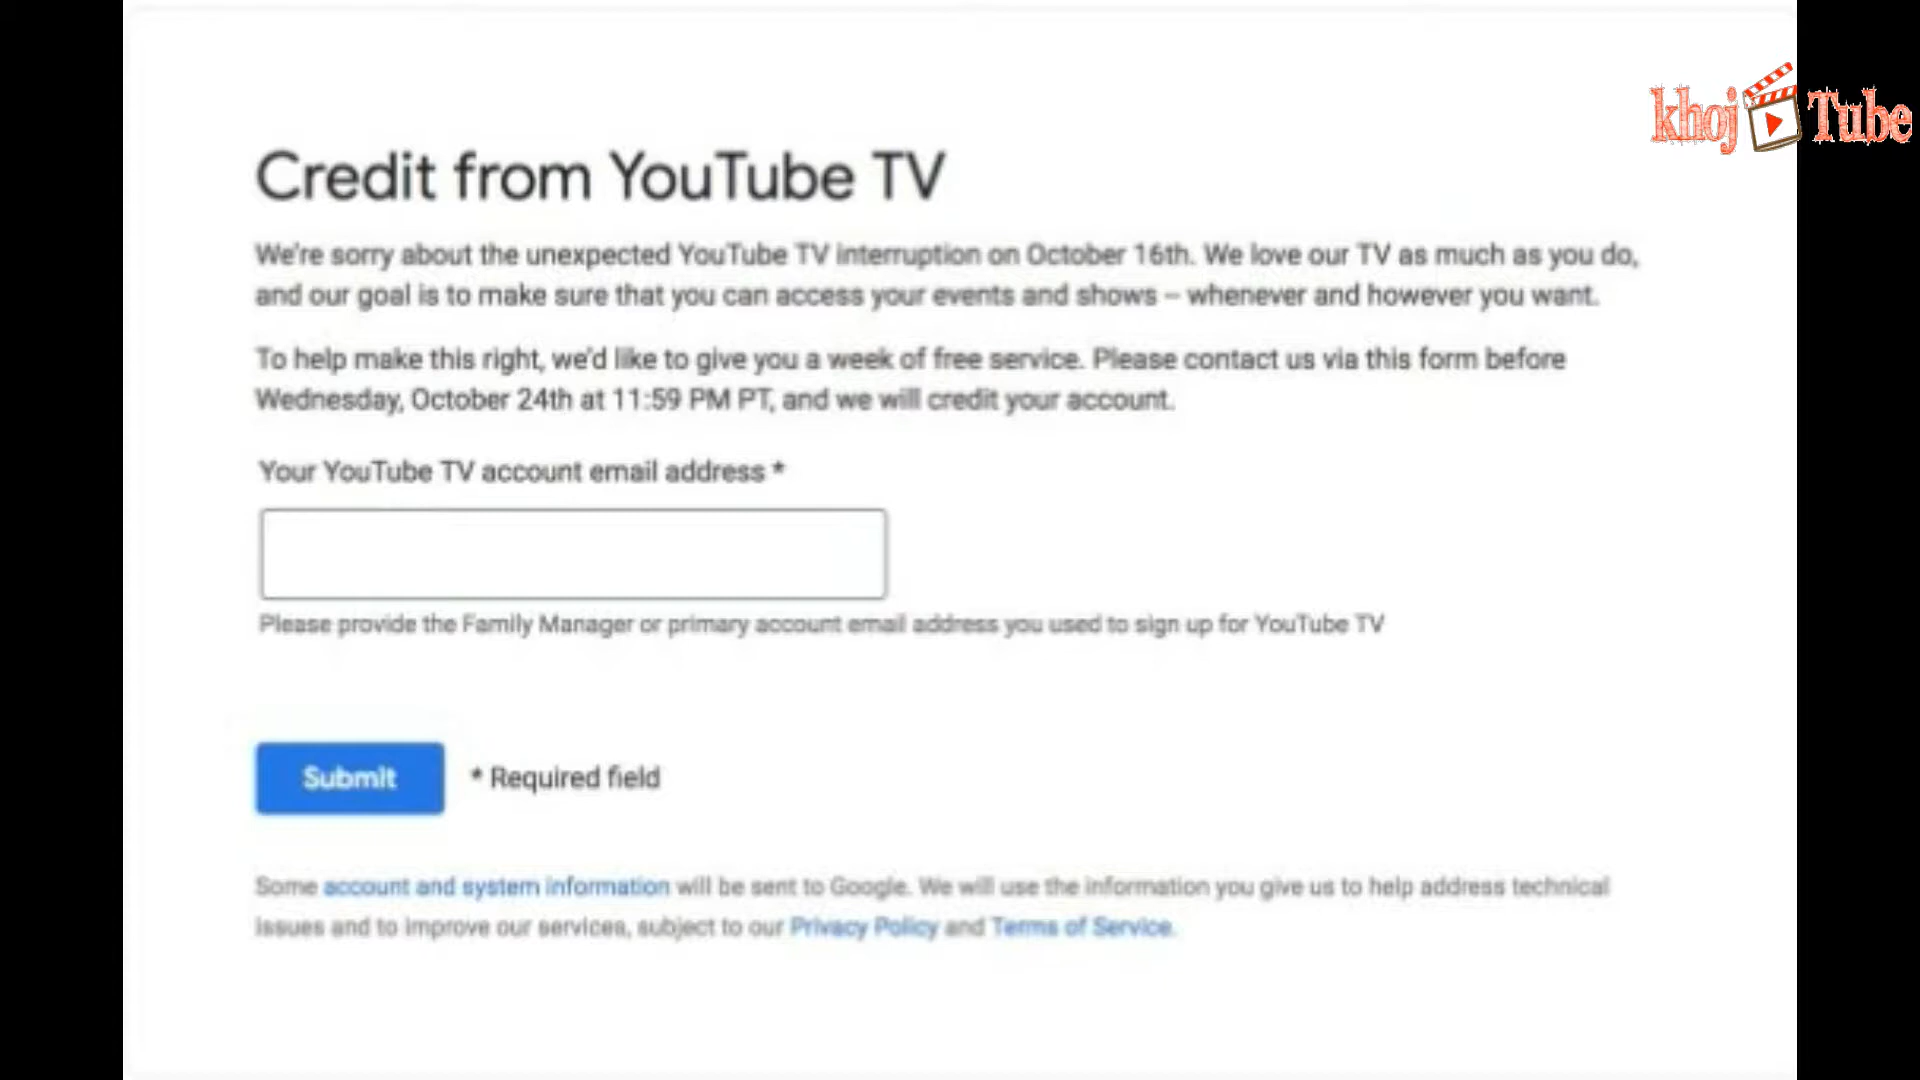 khoj Tube
Credit from YouTube TV
We're sorry about the unexpected YouTube TV interruption on October 16th. We love our TV as much as you do,
and our goal is to make sure that you can access your events and shows – whenever and however you want.
To help make this right, we'd like to give you a week of free service. Please contact us via this form before
Wednesday, October 24th at 11:59 PM PT, and we will credit your account.
Your YouTube TV account email address *
Please provide the Family Manager or primary account email address you used to sign up for YouTube TV
Submit * Required field
Some account and system information will be sent to Google. We will use the information you give us to help address technical
issues and to improve our services, subject to our Privacy Policy and Terms of Service.